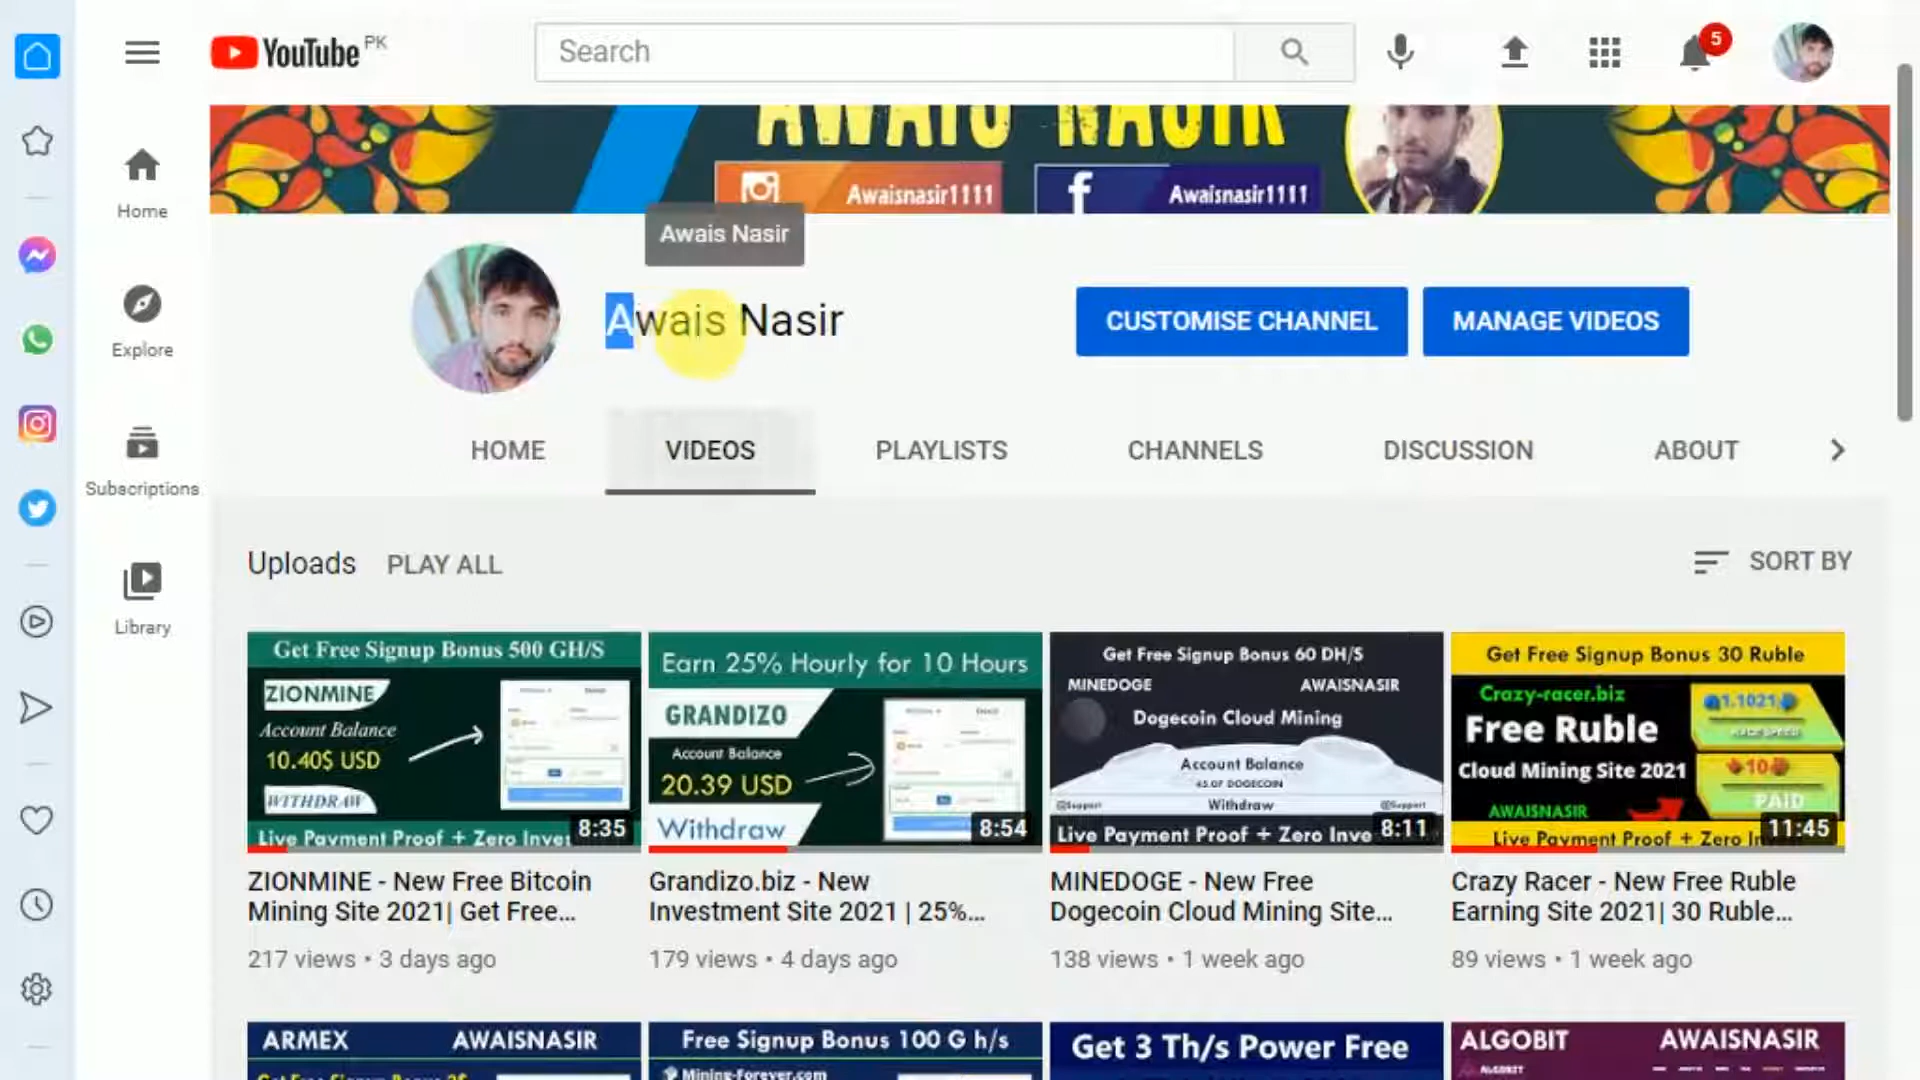 YouTube PK
Search
5
AWAIS NASIR
Awaisnasir1111
Awaisnasir1111
Awais Nasir
Awais Nasir
CUSTOMISE CHANNEL
MANAGE VIDEOS
Home
Explore
Subscriptions
Library
HOME
VIDEOS
PLAYLISTS
CHANNELS
DISCUSSION
ABOUT
Uploads
PLAY ALL
SORT BY
Get Free Signup Bonus 500 GH/S
ZIONMINE
Account Balance
10.40$ USD
WITHDRAW
Live Payment Proof + Zero Inve
8:35
ZIONMINE - New Free Bitcoin
Mining Site 2021| Get Free...
217 views • 3 days ago
Earn 25% Hourly for 10 Hours
GRANDIZO
Account Balance
20.39 USD
Withdraw
8:54
Grandizo.biz - New
Investment Site 2021 | 25%...
179 views • 4 days ago
Get Free Signup Bonus 60 DH/S
MINEDOGE
AWAISNASIR
Dogecoin Cloud Mining
Account Balance
45.07 DOGECOIN
Withdraw
@Support
@Support
Live Payment Proof + Zero Inve
8:11
MINEDOGE - New Free
Dogecoin Cloud Mining Site...
138 views • 1 week ago
Get Free Signup Bonus 30 Ruble
Crazy-racer.biz
Free Ruble
Cloud Mining Site 2021
AWAISNASIR
PAID
Live Payment Proof + Zero In
11:45
Crazy Racer - New Free Ruble
Earning Site 2021| 30 Ruble...
89 views • 1 week ago
ARMEX
AWAISNASIR
Free Signup Bonus 100 G h/s
Mining-Forever.com
Get 3 Th/s Power Free
ALGOBIT
AWAISNASIR
ALGOBIT